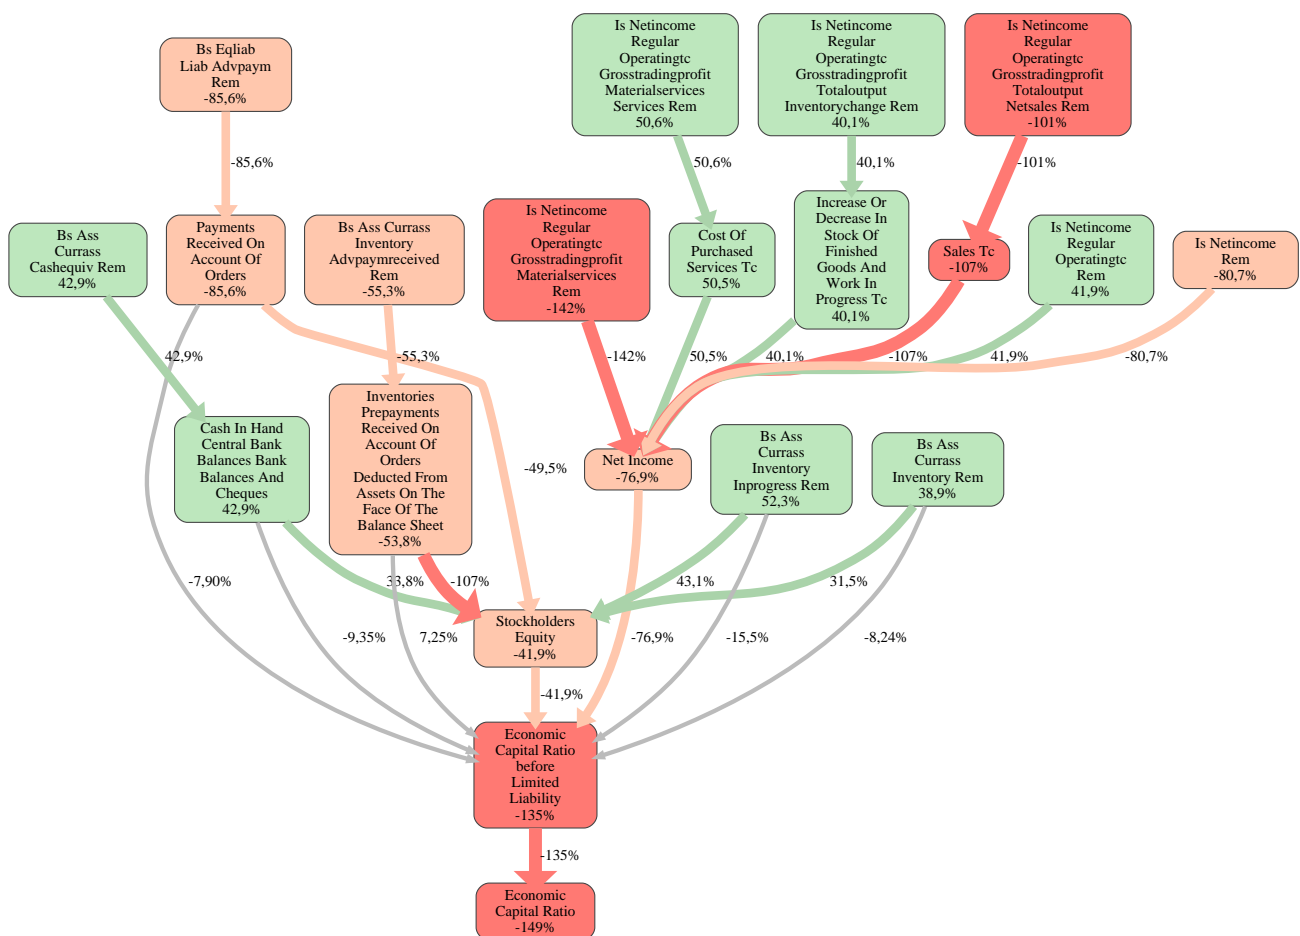 Is Netincome
Regular
Operatingtc
Grosstradingprofit
Materialservices
Services Rem
50,6%
Is Netincome
Regular
Operatingtc
Grosstradingprofit
Totaloutput
Inventorychange Rem
40,1%
Is Netincome
Regular
Operatingtc
Grosstradingprofit
Totaloutput
Netsales Rem
-101%
Bs Eqliab
Liab Advpaym
Rem
-85,6%
-85,6%
50,6%
40,1%
-101%
Bs Ass
Currass
Cashequiv Rem
42,9%
Payments
Received On
Account Of
Orders
-85,6%
Bs Ass Currass
Inventory
Advpaymreceived
Rem
-55,3%
Is Netincome
Regular
Operatingtc
Grosstradingprofit
Materialservices
Rem
-142%
Cost Of
Purchased
Services Tc
50,5%
Increase Or
Decrease In
Stock Of
Finished
Goods And
Work In
Progress Tc
40,1%
Sales Tc
-107%
Is Netincome
Regular
Operatingtc
Rem
41,9%
Is Netincome
Rem
-80,7%
42,9%
-55,3%
-142%
50,5%
40,1%
-107%
41,9%
-80,7%
Cash In Hand
Central Bank
Balances Bank
Balances And
Cheques
42,9%
Inventories
Prepayments
Received On
Account Of
Orders
Deducted From
Assets On The
Face Of The
Balance Sheet
-53,8%
-49,5%
Net Income
-76,9%
Bs Ass
Currass
Inventory
Inprogress Rem
52,3%
Bs Ass
Currass
Inventory Rem
38,9%
-7,90%
33,8%
-107%
43,1%
31,5%
-9,35%
7,25%
Stockholders
Equity
-41,9%
-76,9%
-15,5%
-8,24%
-41,9%
Economic
Capital Ratio
before
Limited
Liability
-135%
-135%
Economic
Capital Ratio
-149%